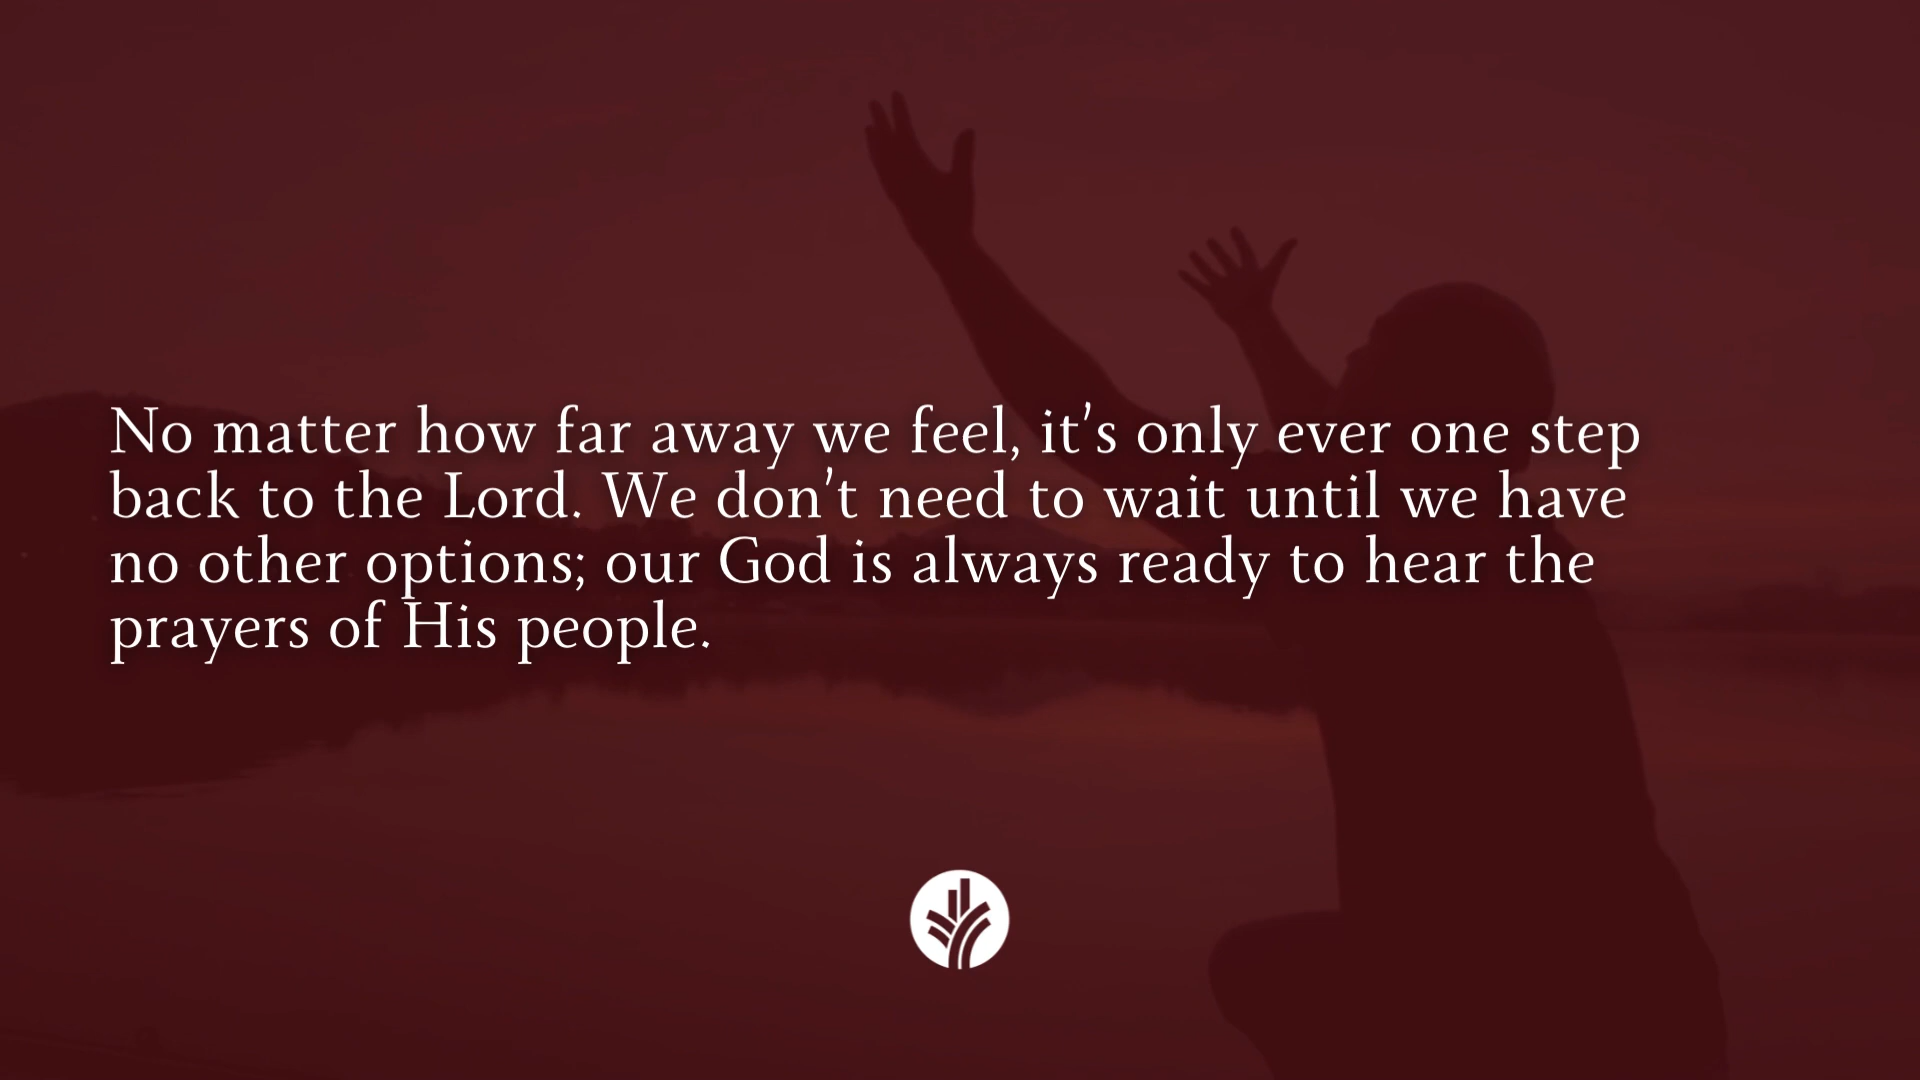 No matter how far away we feel, it's only ever one step
back to the Lord. We don't need to wait until we have
no other options; our God is always ready to hear the
prayers of His people.